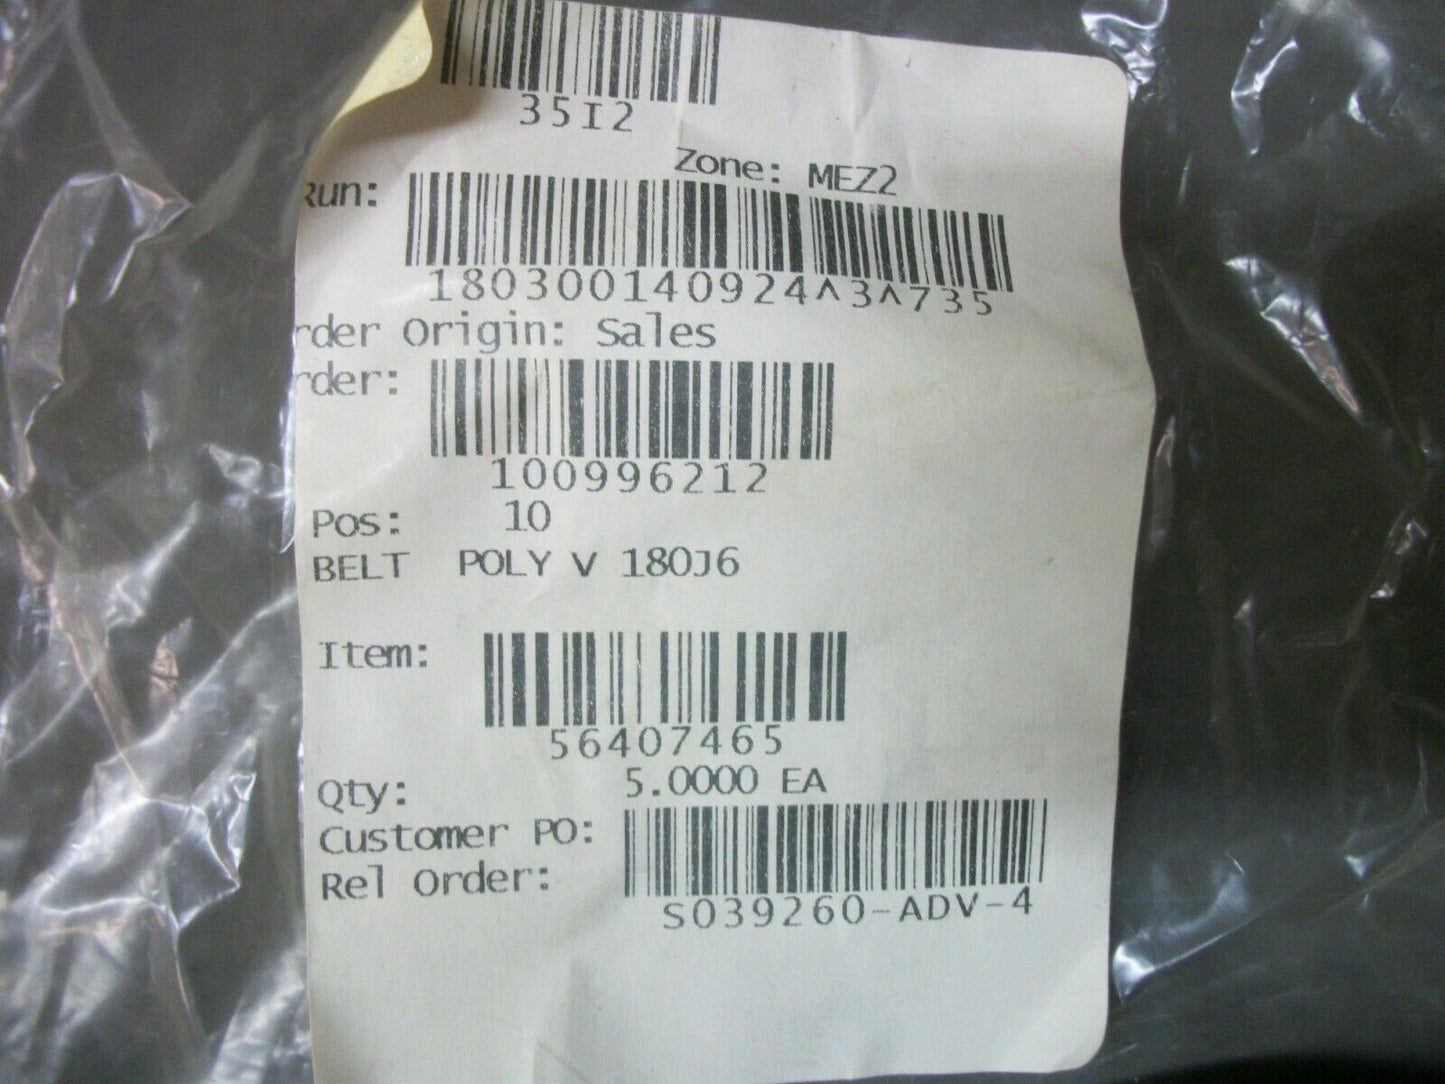 35I2
Zone: MEZ2
Run:
180300140924^3^735
rder Origin: Sales
rder:
100996212
Pos: 10
BELT POLY V 180J6
Item:
56407465
Qty: 5.0000 EA
Customer PO:
Rel Order:
S039260-ADV-4